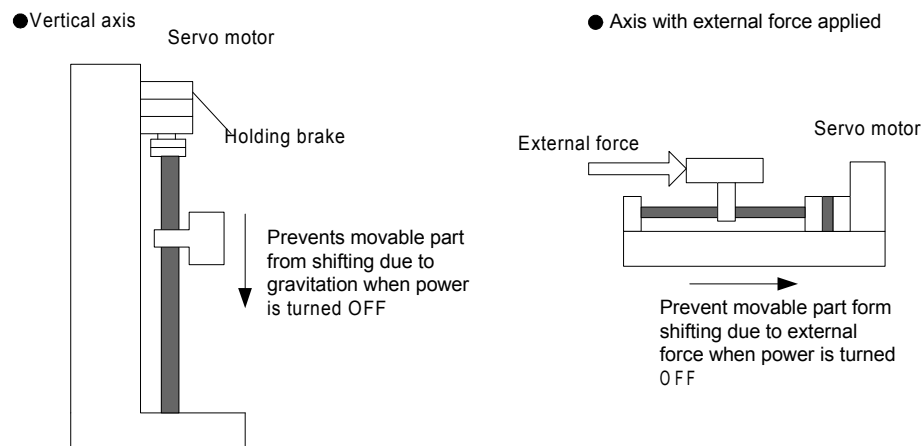 ●Vertical axis
Servo motor
Holding brake
Prevents movable part
from shifting due to
gravitation when power
is turned OFF
● Axis with external force applied
Servo motor
External force
Prevent movable part form
shifting due to external
force when power is turned
OFF